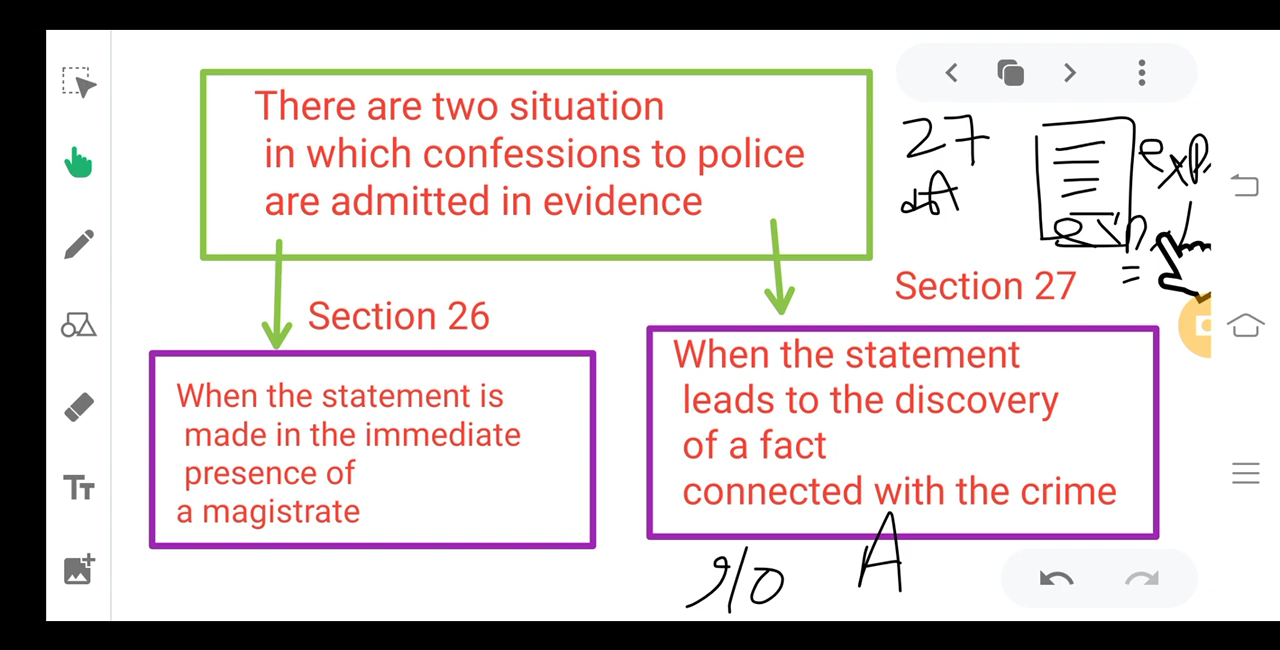 There are two situation
in which confessions to police
are admitted in evidence
27
Section 27
Section 26
When the statement is
made in the immediate
presence of
a magistrate
When the statement
leads to the discovery
of a fact
connected with the crime
A
TT